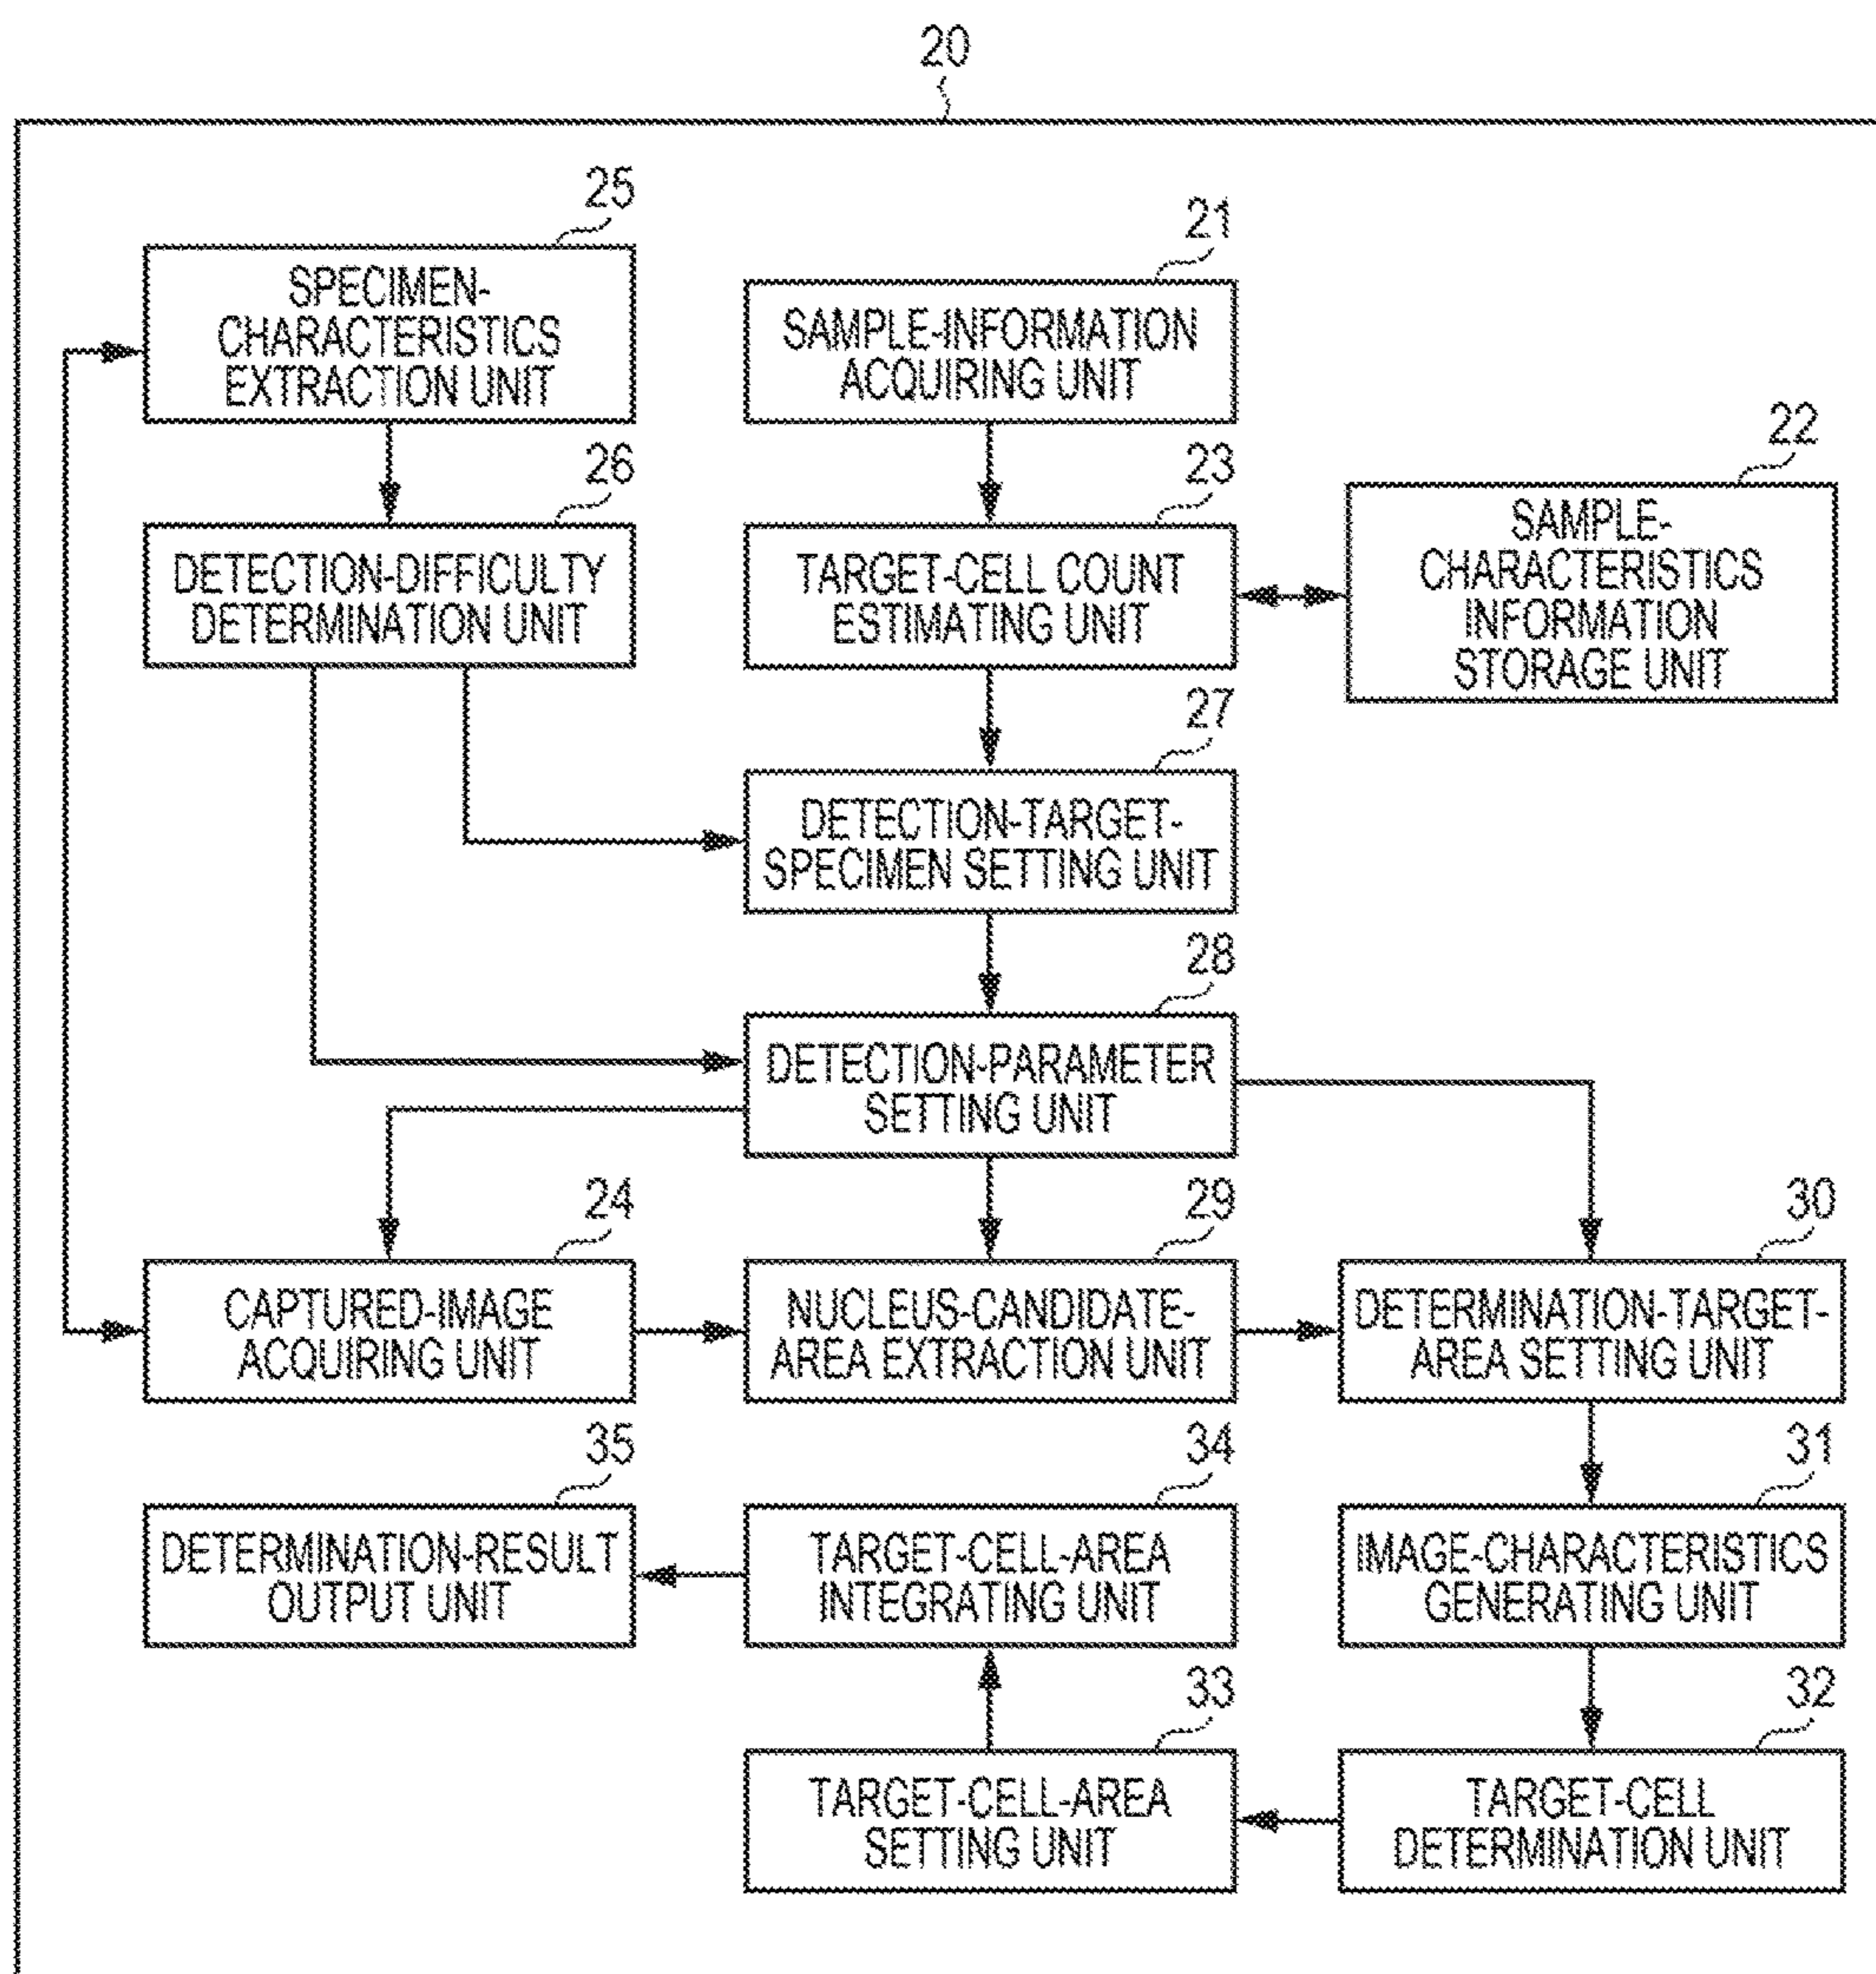 20
25
SPECIMEN-
CHARACTERISTICS
EXTRACTION UNIT
21
SAMPLE-INFORMATION
ACQUIRING UNIT
26
DETECTION-DIFFICULTY
DETERMINATION UNIT
23
TARGET-CELL COUNT
ESTIMATING UNIT
22
SAMPLE-
CHARACTERISTICS
INFORMATION
STORAGE UNIT
27
DETECTION-TARGET-
SPECIMEN SETTING UNIT
28
DETECTION-PARAMETER
SETTING UNIT
24
CAPTURED-IMAGE
ACQUIRING UNIT
29
NUCLEUS-CANDIDATE-
AREA EXTRACTION UNIT
30
DETERMINATION-TARGET-
AREA SETTING UNIT
35
DETERMINATION-RESULT
OUTPUT UNIT
34
TARGET-CELL-AREA
INTEGRATING UNIT
31
IMAGE-CHARACTERISTICS
GENERATING UNIT
33
TARGET-CELL-AREA
SETTING UNIT
32
TARGET-CELL
DETERMINATION UNIT